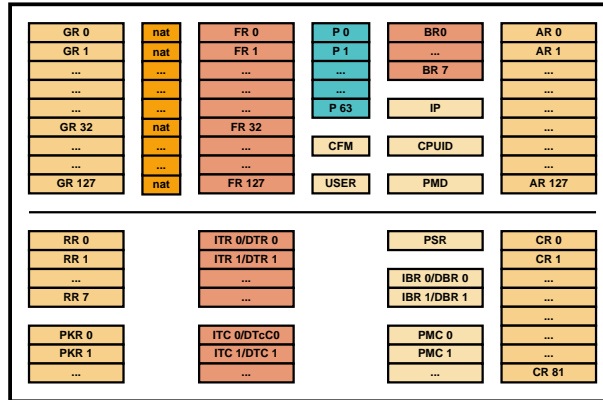 GR 0 nat FR 0 P 0 BR0 AR 0
GR 1 nat FR 1 P 1 ... AR 1
... ... ... ... BR 7 ...
... ... ... ... ...
... ... ... P 63 IP ...
GR 32 nat FR 32 ...
... ... ... CFM CPUID ...
... ... ... ...
GR 127 nat FR 127 USER PMD AR 127
RR 0 ITR 0/DTR 0 PSR CR 0
RR 1 ITR 1/DTR 1 CR 1
... ... IBR 0/DBR 0 ...
RR 7 ... IBR 1/DBR 1 ...
...
PKR 0 ITC 0/DTcC0 PMC 0 ...
PKR 1 ITC 1/DTC 1 PMC 1 ...
... ... ... CR 81